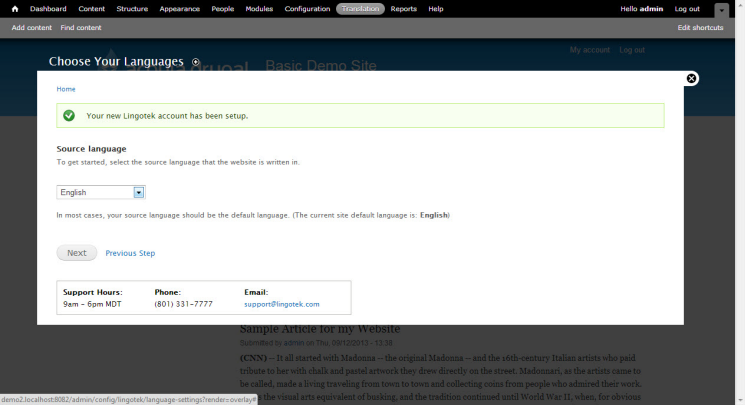 Dashboard Content Structure Appearance People Modules Configuration Translation Reports Help Hello admin Log out
Add content Find content Edit shortcuts
My account Log out
Choose Your Languages
acquia drupal Basic Demo Site
Home
Your new Lingotek account has been setup.
Source language
To get started, select the source language that the website is written in.
English
In most cases, your source language should be the default language. (The current site default language is: English)
Next Previous Step
Support Hours: Phone: Email:
9am - 6pm MDT (801) 331-7777 support@lingotek.com
Sample Article for my Website
Submitted by admin on Thu, 09/12/2013 - 13:38
(CNN) -- It all started with Madonna -- the original Madonna -- and the 16th-century Italian artists who paid
tribute to her with chalk and pastel artwork they drew directly on the street. Madonnari, as the artists came to
be called, made a living traveling from town to town and collecting coins from people who admired their work.
the visual arts equivalent of busking, and the tradition continued until World War II, when, for obvious
demo2.localhost:8082/admin/config/lingotek/language-settings?render=overlay#